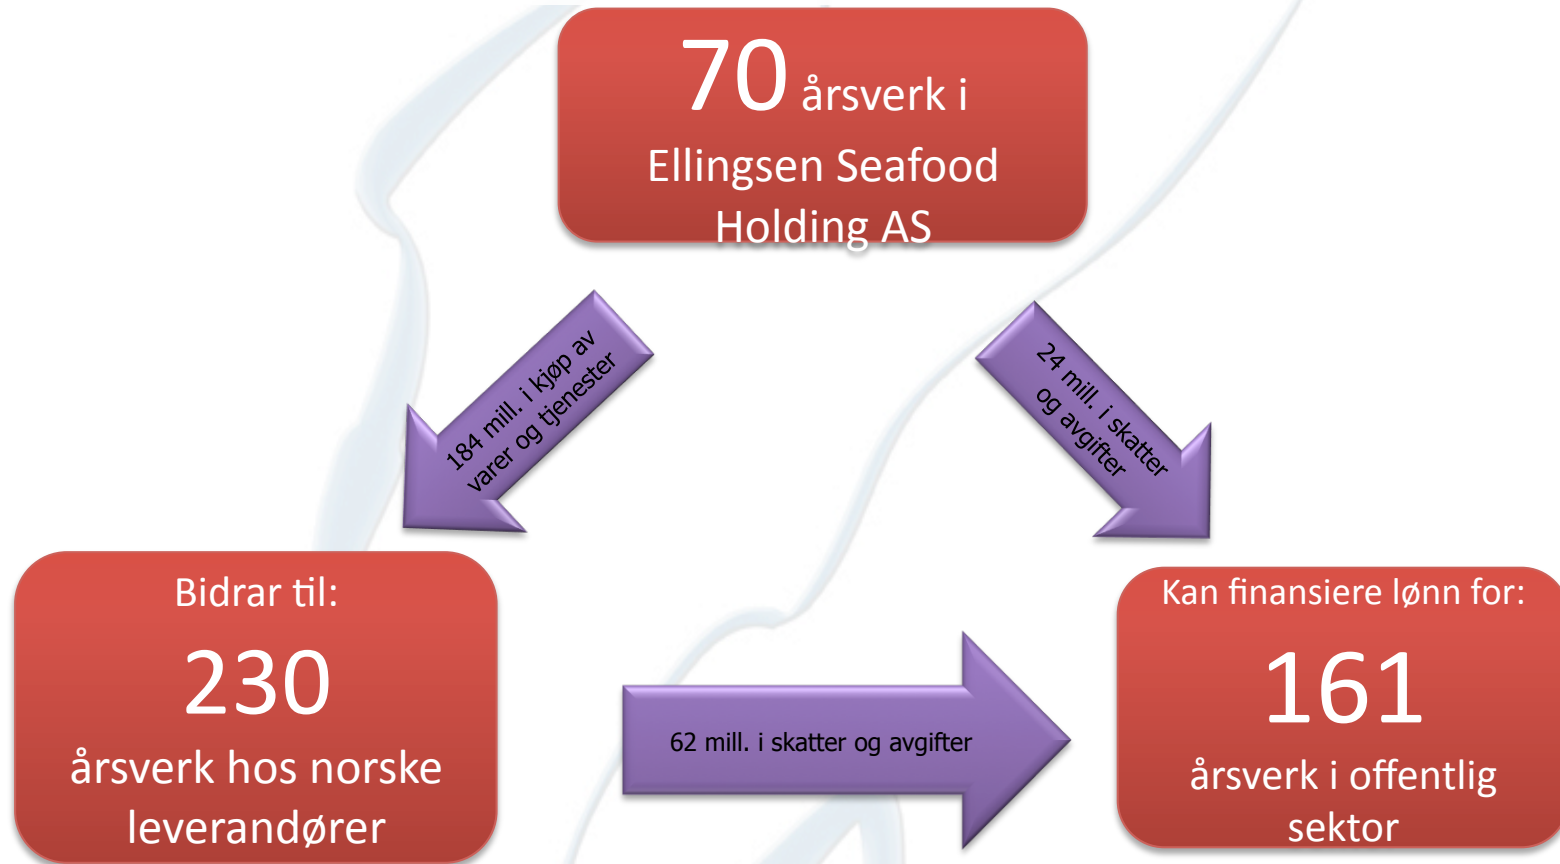 70 årsverk i
Ellingsen Seafood
Holding AS
184 mill. i kjøp av
varer og tjenester
24 mill. i skatter
og avgifter
Bidrar til:
230
årsverk hos norske
leverandører
62 mill. i skatter og avgifter
Kan finansiere lønn for:
161
årsverk i offentlig
sektor